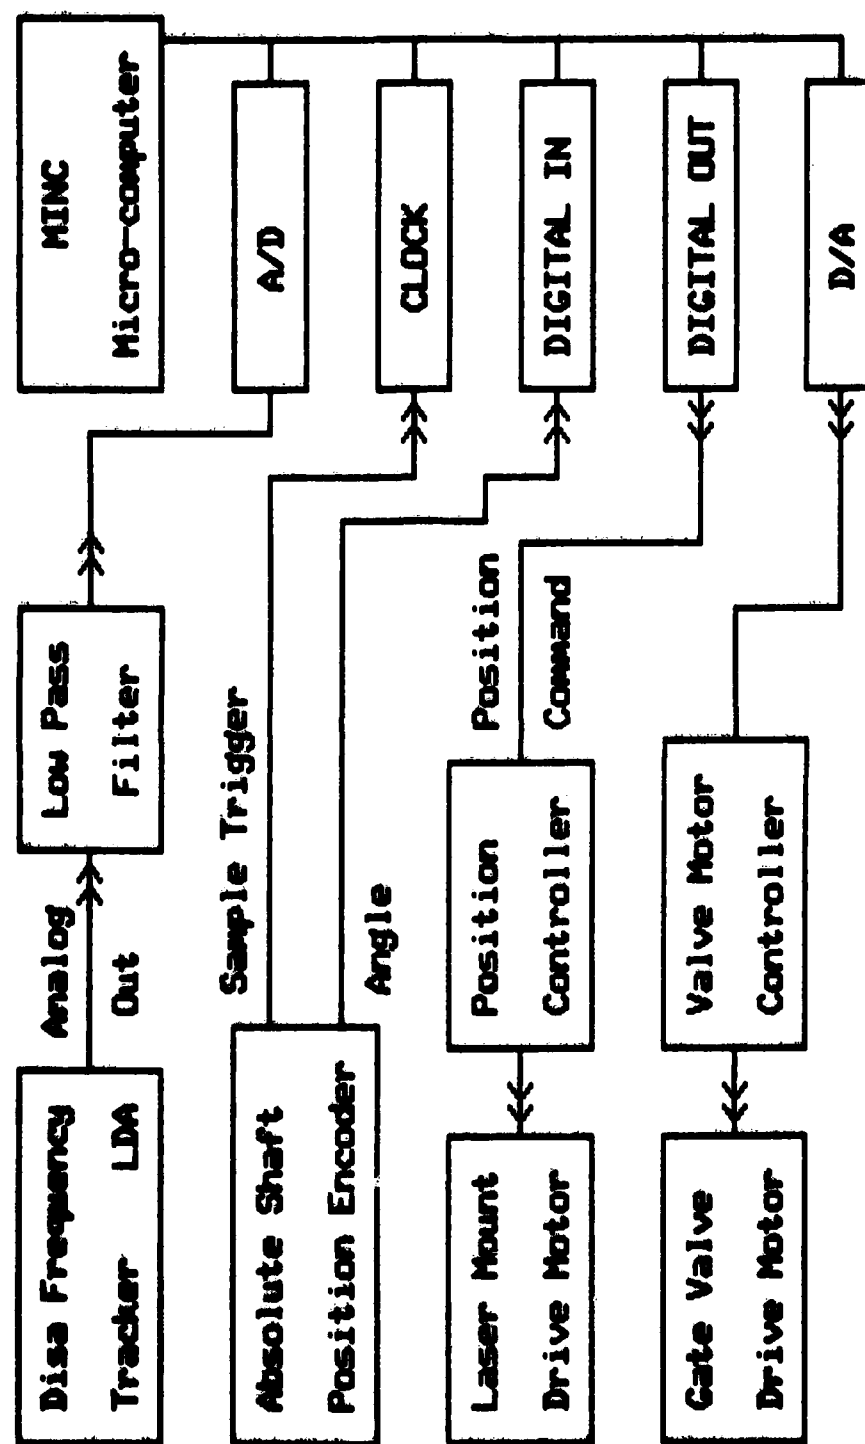 Disa Frequency
Tracker LDA
Analog
Out
Low Pass
Filter
MINC
Micro-computer
A/D
Sample Trigger
Absolute Shaft
Position Encoder
Angle
CLOCK
DIGITAL IN
Laser Mount
Drive Motor
Position
Controller
Position
Command
DIGITAL OUT
Gate Valve
Drive Motor
Valve Motor
Controller
D/A